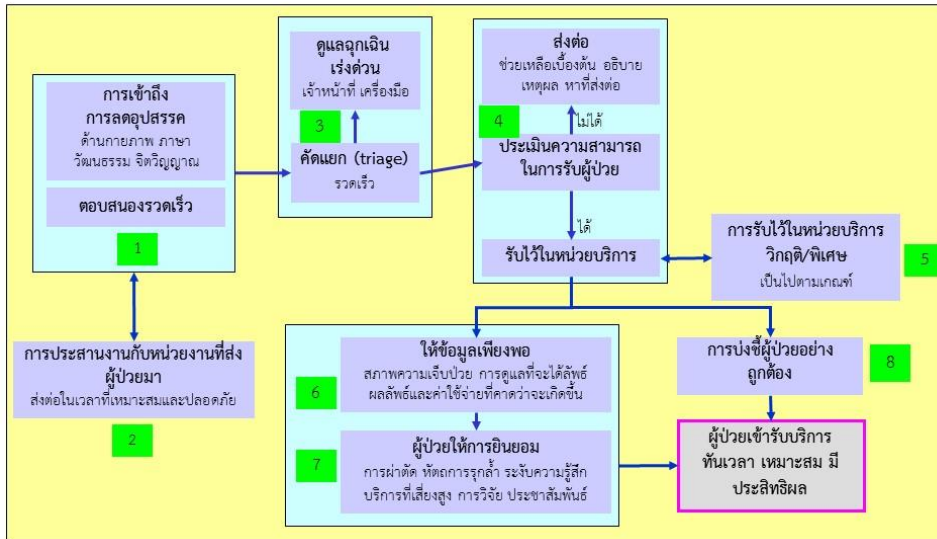 การเข้าถึง
การลดอุปสรรค
ด้านกายภาพ ภาษา
วัฒนธรรม จิตวิญญาณ
ตอบสนองรวดเร็ว
1
การประสานงานกับหน่วยงานที่ส่ง
ผู้ป่วยมา
ส่งต่อในเวลาที่เหมาะสมและปลอดภัย
2
ดูแลฉุกเฉิน
เร่งด่วน
เจ้าหน้าที่ เครื่องมือ
3
คัดแยก (triage)
รวดเร็ว
ส่งต่อ
ช่วยเหลือเบื้องต้น อธิบาย
เหตุผล หาที่ส่งต่อ
4
ไม่ได้
ประเมินความสามารถ
ในการรับผู้ป่วย
ได้
รับไว้ในหน่วยบริการ
การรับไว้ในหน่วยบริการ
วิกฤติ/พิเศษ
เป็นไปตามเกณฑ์
5
ให้ข้อมูลเพียงพอ
สภาพความเจ็บป่วย การดูแลที่จะได้ลัพธ์
ผลลัพธ์และค่าใช้จ่ายที่คาดว่าจะเกิดขึ้น
6
ผู้ป่วยให้การยินยอม
การผ่าตัด หัตถการรุกล้ำ ระงับความรู้สึก
บริการที่เสี่ยงสูง การวิจัย ประชาสัมพันธ์
7
การบ่งชี้ผู้ป่วยอย่าง
ถูกต้อง
8
ผู้ป่วยเข้ารับบริการ
ทันเวลา เหมาะสม มี
ประสิทธิผล